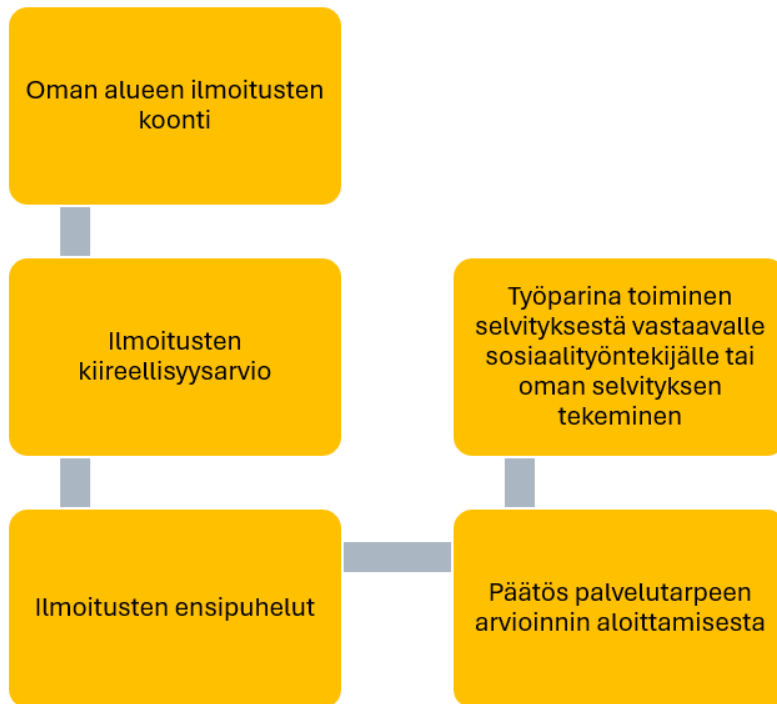 Oman alueen ilmoitusten
koonti
Ilmoitusten
kiireellisyysarvio
Ilmoitusten ensipuhelut
Päätös palvelutarpeen
arvioinnin aloittamisesta
Työparina toiminen
selvityksestä vastaavalle
sosiaalityöntekijälle tai
oman selvityksen
tekeminen